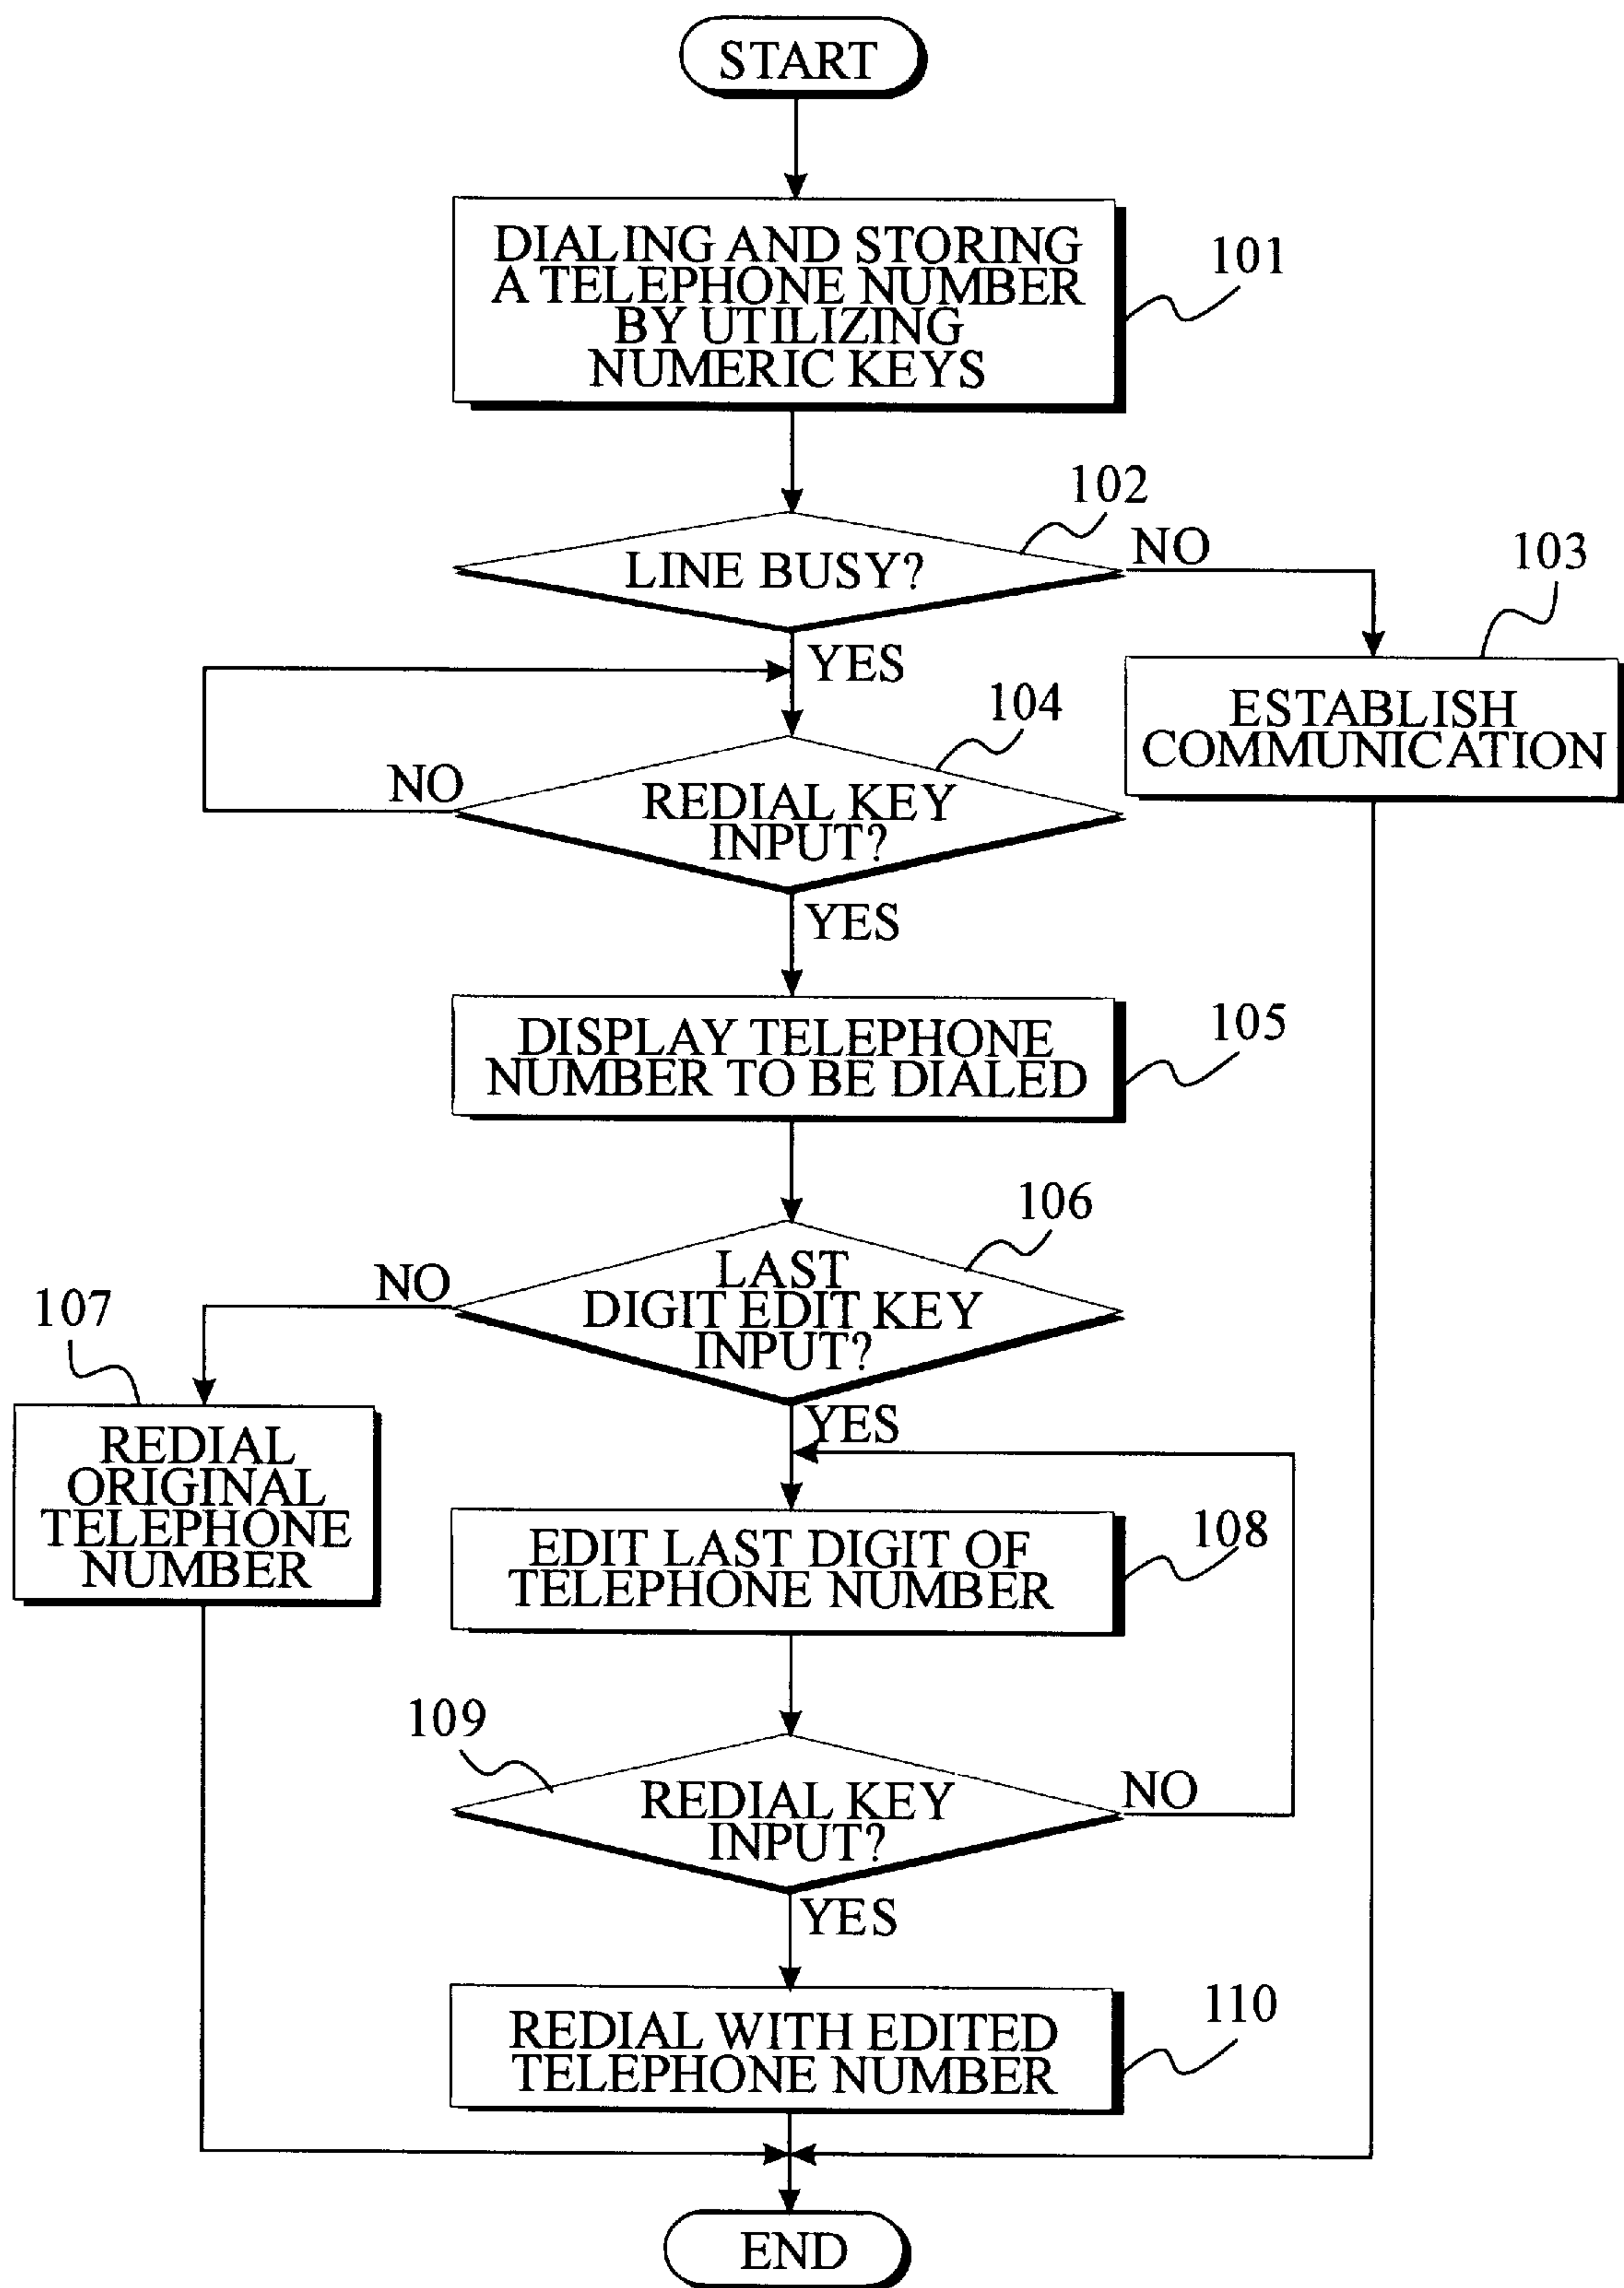 START
DIALING AND STORING
A TELEPHONE NUMBER
BY UTILIZING
NUMERIC KEYS
101
102
LINE BUSY?
NO
103
YES
ESTABLISH
COMMUNICATION
104
NO
REDIAL KEY
INPUT?
YES
105
DISPLAY TELEPHONE
NUMBER TO BE DIALED
106
NO
LAST
DIGIT EDIT KEY
INPUT?
107
YES
REDIAL
ORIGINAL
TELEPHONE
NUMBER
108
EDIT LAST DIGIT OF
TELEPHONE NUMBER
109
REDIAL KEY
INPUT?
NO
YES
110
REDIAL WITH EDITED
TELEPHONE NUMBER
END